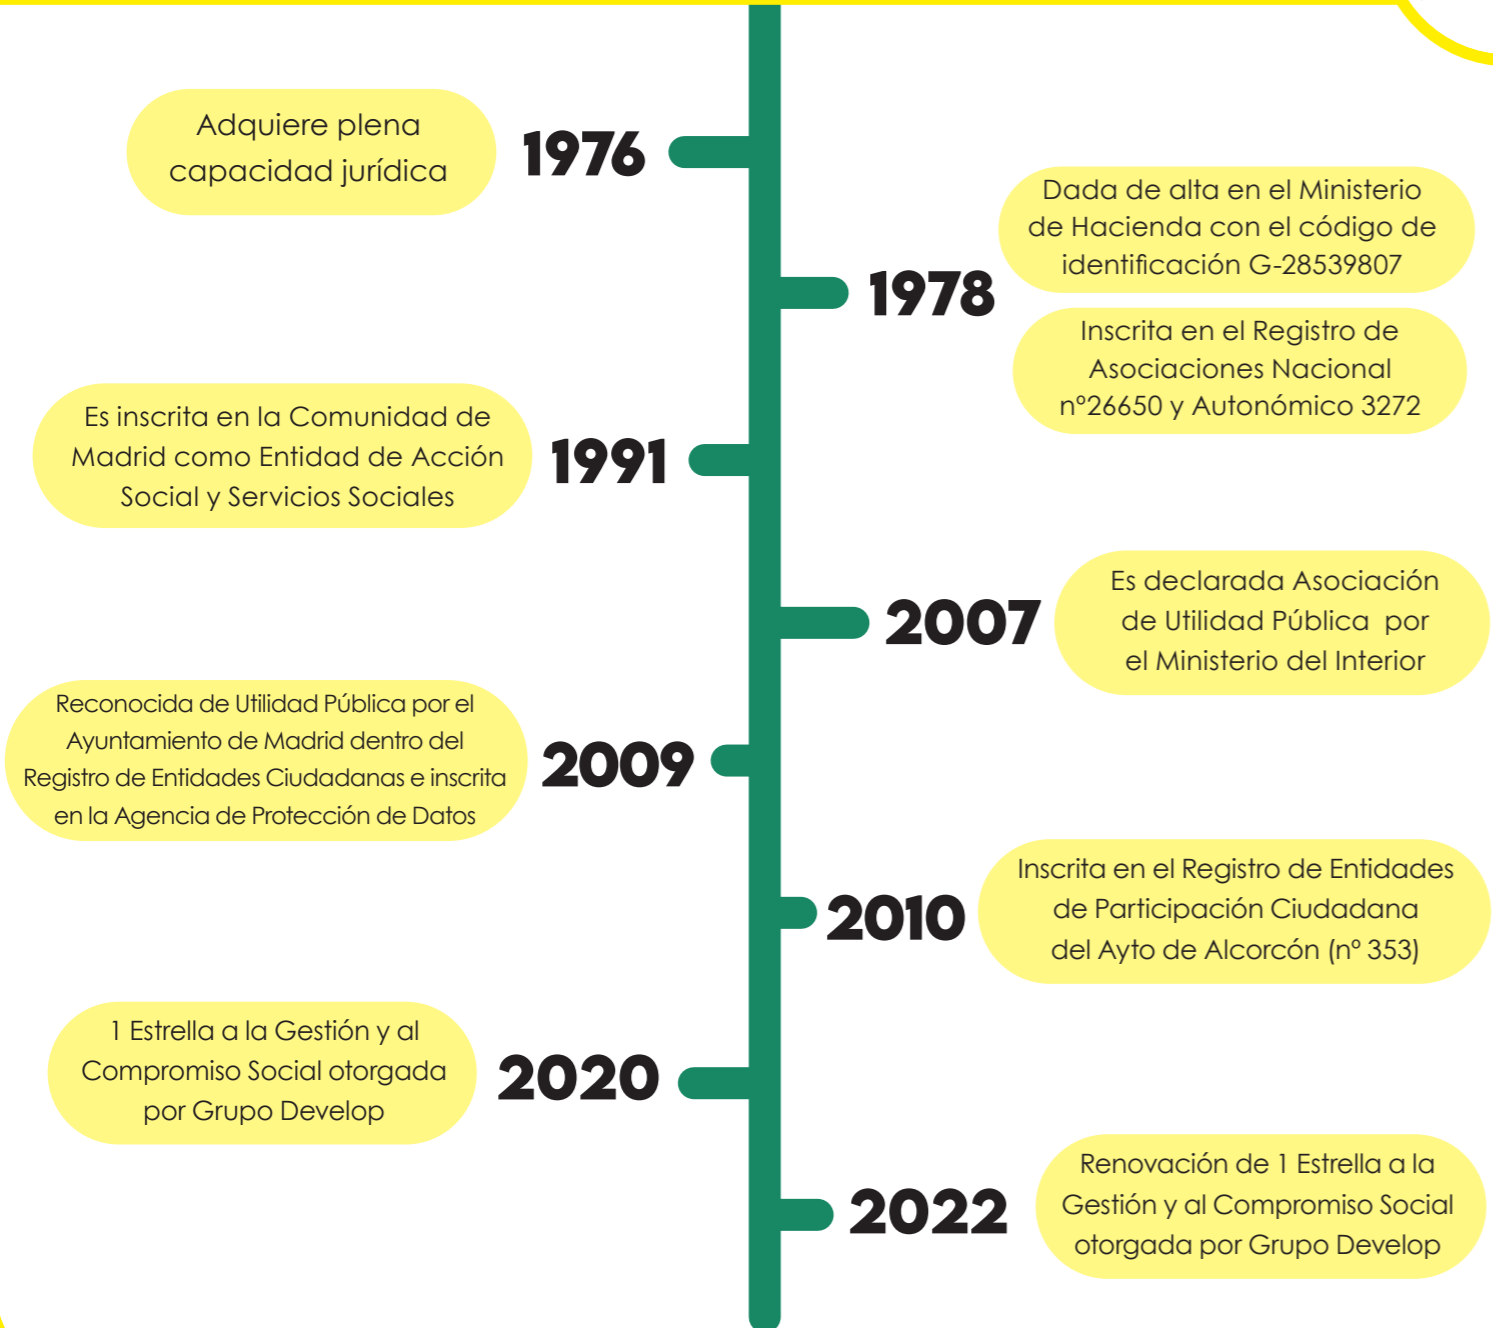 Adquiere plena
capacidad jurídica
1976
Dada de alta en el Ministerio
de Hacienda con el código de
identificación G-28539807
1978
Inscrita en el Registro de
Asociaciones Nacional
nº26650 y Autonómico 3272
Es inscrita en la Comunidad de
Madrid como Entidad de Acción
Social y Servicios Sociales
1991
2007
Es declarada Asociación
de Utilidad Pública por
el Ministerio del Interior
Reconocida de Utilidad Pública por el
Ayuntamiento de Madrid dentro del
Registro de Entidades Ciudadanas e inscrita
en la Agencia de Protección de Datos
2009
2010
Inscrita en el Registro de Entidades
de Participación Ciudadana
del Ayto de Alcorcón (nº 353)
1 Estrella a la Gestión y al
Compromiso Social otorgada
por Grupo Develop
2020
2022
Renovación de 1 Estrella a la
Gestión y al Compromiso Social
otorgada por Grupo Develop